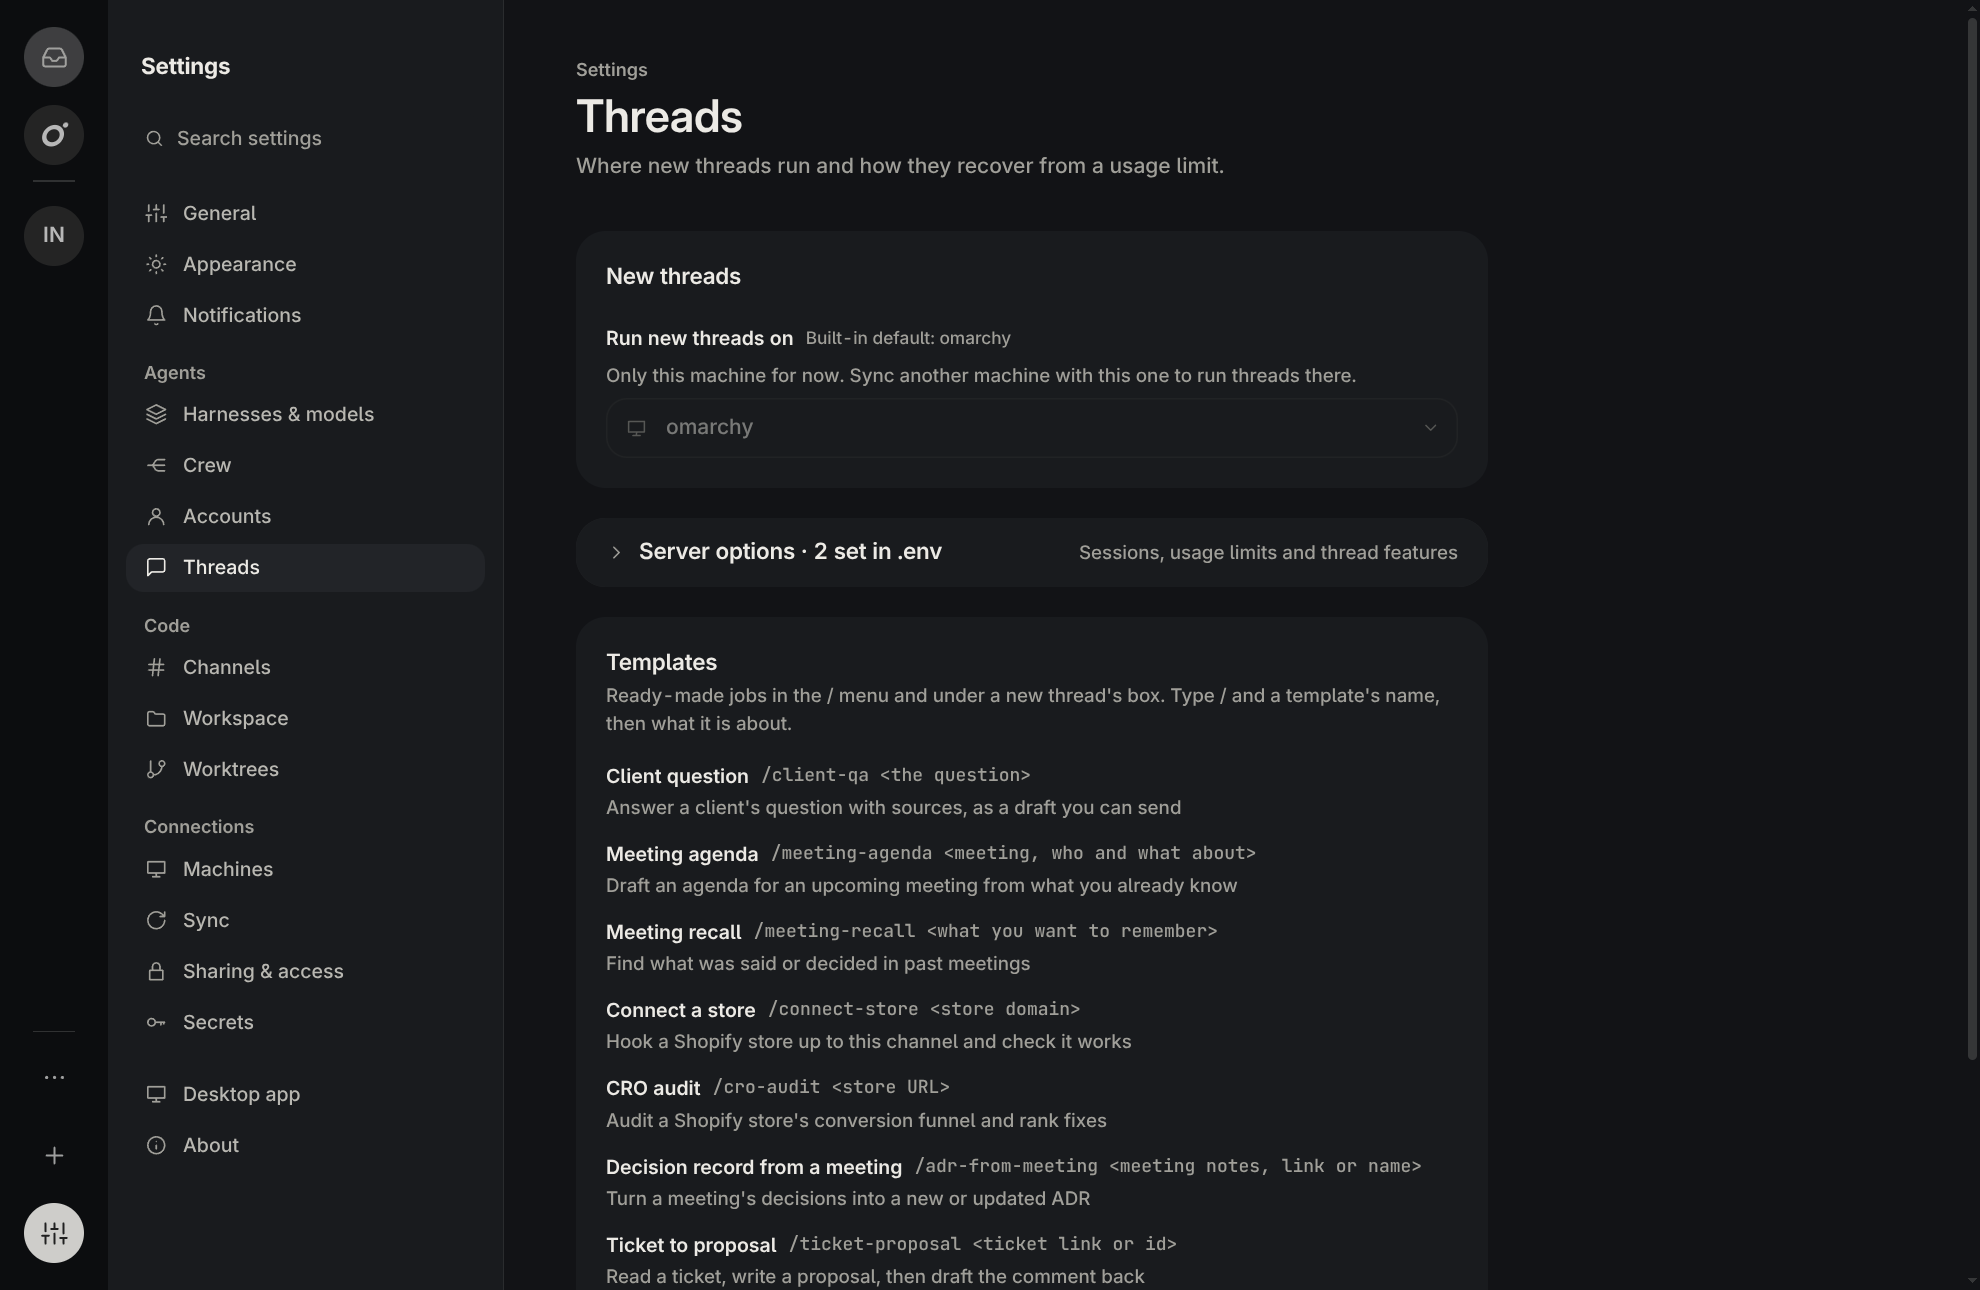 IN
Settings
Search settings
General
Appearance
Notifications
Agents
Harnesses & models
Crew
Accounts
Threads
Code
Channels
Workspace
Worktrees
Connections
Machines
Sync
Sharing & access
Secrets
Desktop app
About
Settings
Threads
Where new threads run and how they recover from a usage limit.
New threads
Run new threads on Built-in default: omarchy
Only this machine for now. Sync another machine with this one to run threads there.
omarchy
Server options · 2 set in .env Sessions, usage limits and thread features
Templates
Ready-made jobs in the / menu and under a new thread's box. Type / and a template's name,
then what it is about.
Client question /client-qa <the question>
Answer a client's question with sources, as a draft you can send
Meeting agenda /meeting-agenda <meeting, who and what about>
Draft an agenda for an upcoming meeting from what you already know
Meeting recall /meeting-recall <what you want to remember>
Find what was said or decided in past meetings
Connect a store /connect-store <store domain>
Hook a Shopify store up to this channel and check it works
CRO audit /cro-audit <store URL>
Audit a Shopify store's conversion funnel and rank fixes
Decision record from a meeting /adr-from-meeting <meeting notes, link or name>
Turn a meeting's decisions into a new or updated ADR
Ticket to proposal /ticket-proposal <ticket link or id>
Read a ticket, write a proposal, then draft the comment back